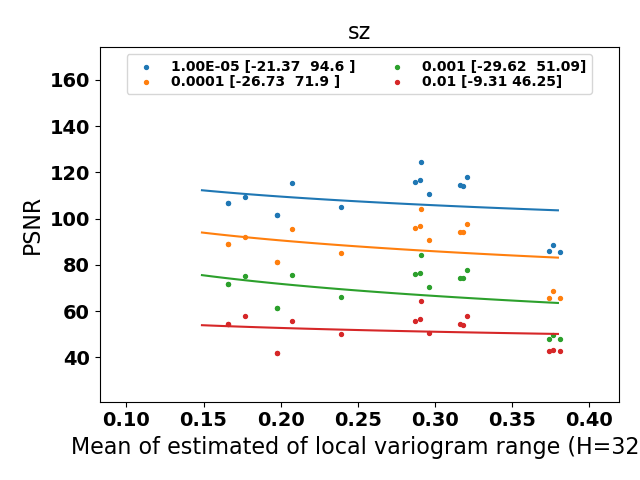 sz
1.00E-05 [-21.37 94.6 ]
0.0001 [-26.73 71.9 ]
0.001 [-29.62 51.09]
0.01 [-9.31 46.25]
PSNR
160
140
120
100
80
60
40
0.10 0.15 0.20 0.25 0.30 0.35 0.40
Mean of estimated of local variogram range (H=32